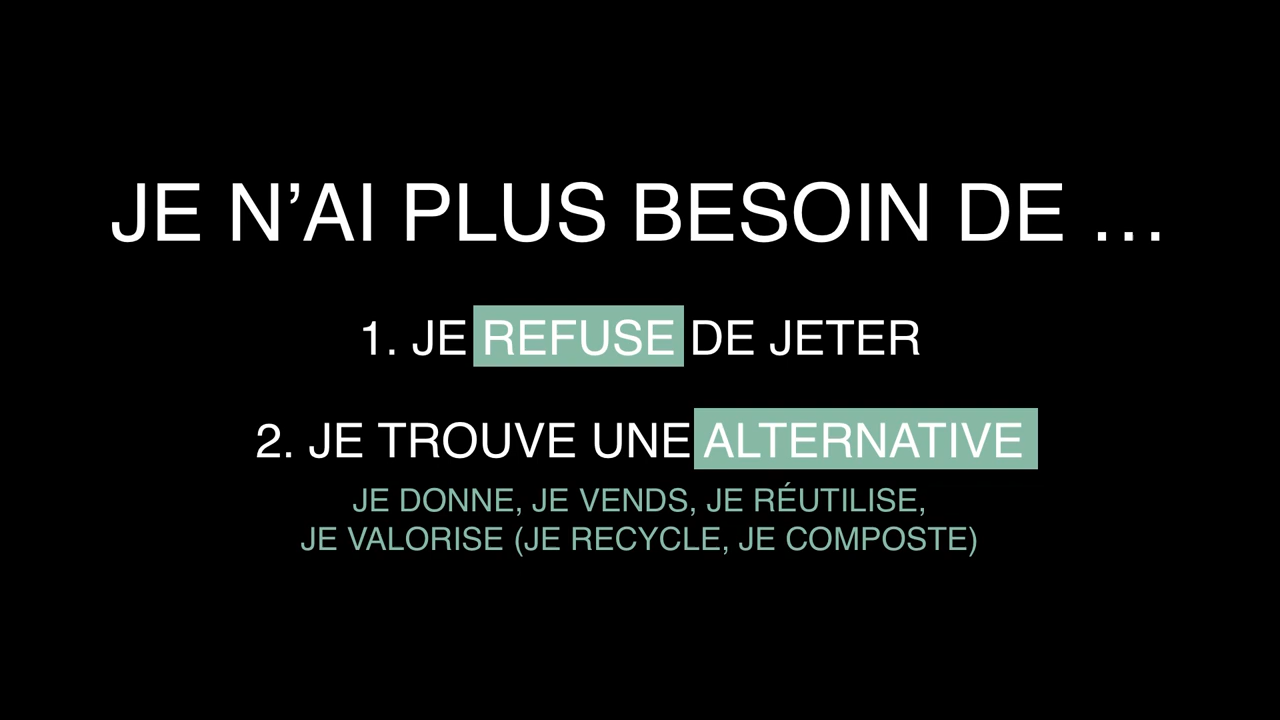 JE N’AI PLUS BESOIN DE …
1. JE REFUSE DE JETER
2. JE TROUVE UNE ALTERNATIVE
JE DONNE, JE VENDS, JE RÉUTILISE,
JE VALORISE (JE RECYCLE, JE COMPOSTE)